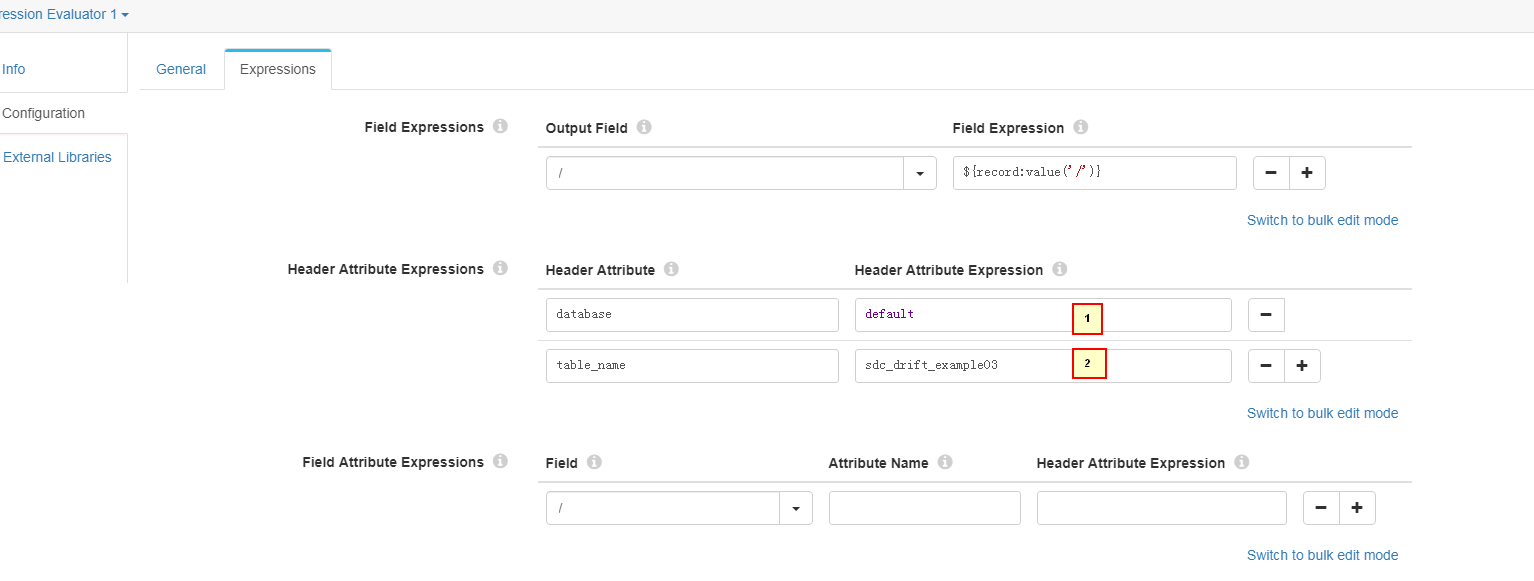 ression Evaluator 1
Info
Configuration
External Libraries
General Expressions
Field Expressions Output Field Field Expression
/ ${record:value('/')}
Switch to bulk edit mode
Header Attribute Expressions Header Attribute Header Attribute Expression
database default 1
table_name sdc_drift_example03 2
Switch to bulk edit mode
Field Attribute Expressions Field Attribute Name Header Attribute Expression
/
Switch to bulk edit mode